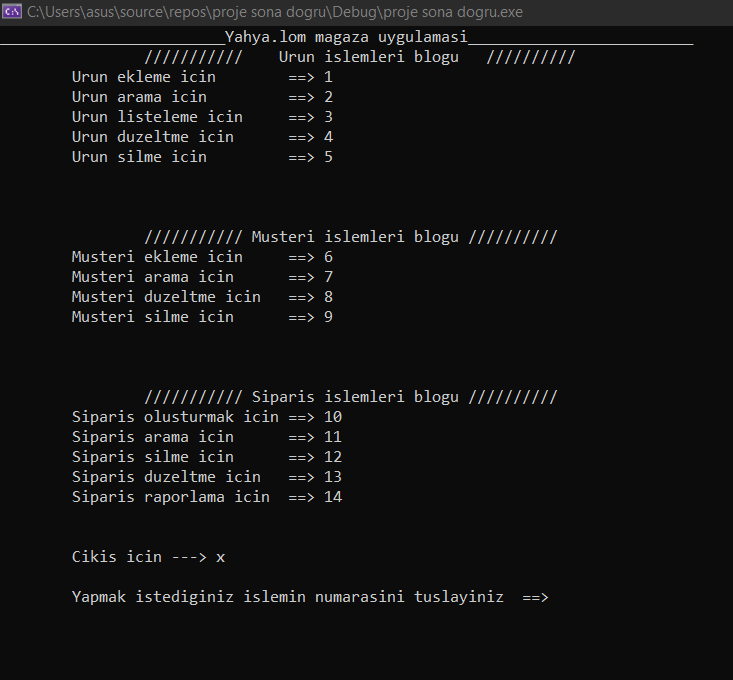 C:\Users\asus\source\repos\proje sona dogru\Debug\proje sona dogru.exe
_________________________Yahya.lom magaza uygulamasi_________________________
/////////// Urun islemleri blogu //////////
Urun ekleme icin ==> 1
Urun arama icin ==> 2
Urun listeleme icin ==> 3
Urun duzeltme icin ==> 4
Urun silme icin ==> 5
/////////// Musteri islemleri blogu //////////
Musteri ekleme icin ==> 6
Musteri arama icin ==> 7
Musteri duzeltme icin ==> 8
Musteri silme icin ==> 9
/////////// Siparis islemleri blogu //////////
Siparis olusturmak icin ==> 10
Siparis arama icin ==> 11
Siparis silme icin ==> 12
Siparis duzeltme icin ==> 13
Siparis raporlama icin ==> 14
Cikis icin ---> x
Yapmak istediginiz islemin numarasini tuslayiniz ==>